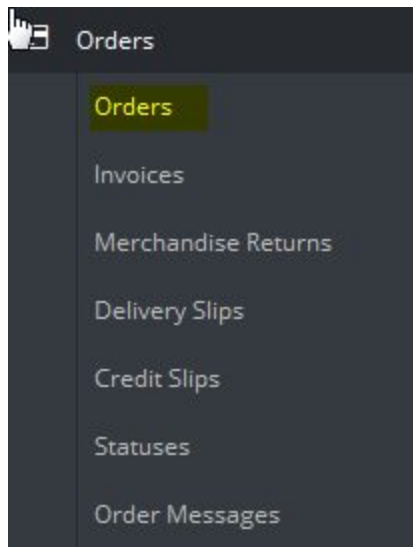 Orders
Orders
Invoices
Merchandise Returns
Delivery Slips
Credit Slips
Statuses
Order Messages